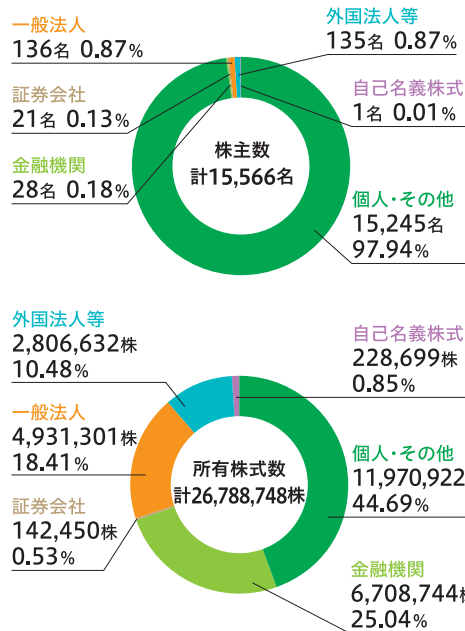 一般法人
136名 0.87%
証券会社
21名 0.13%
金融機関
28名 0.18%
外国法人等
135名 0.87%
自己名義株式
1名 0.01%
個人・その他
15,245名
97.94%
株主数
計15,566名
外国法人等
2,806,632株
10.48%
一般法人
4,931,301株
18.41%
証券会社
142,450株
0.53%
自己名義株式
228,699株
0.85%
個人・その他
11,970,922
44.69%
金融機関
6,708,744株
25.04%
所有株式数
計26,788,748株